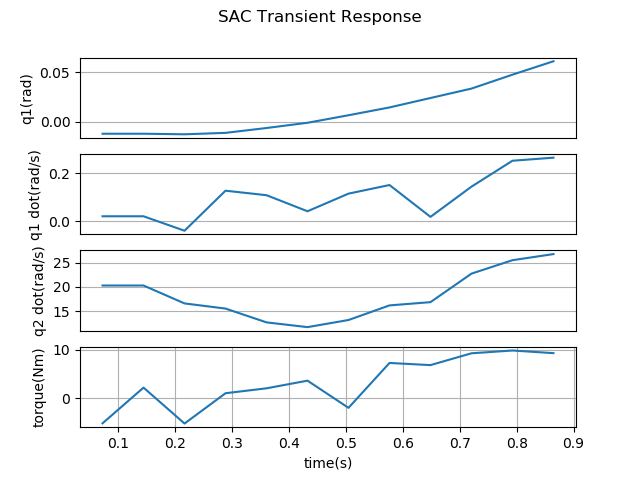 SAC Transient Response
0.05
0.00
q1(rad)
0.2
0.0
q1 dot(rad/s)
25
20
15
q2 dot(rad/s)
10
0
torque(Nm)
0.1 0.2 0.3 0.4 0.5 0.6 0.7 0.8 0.9
time(s)